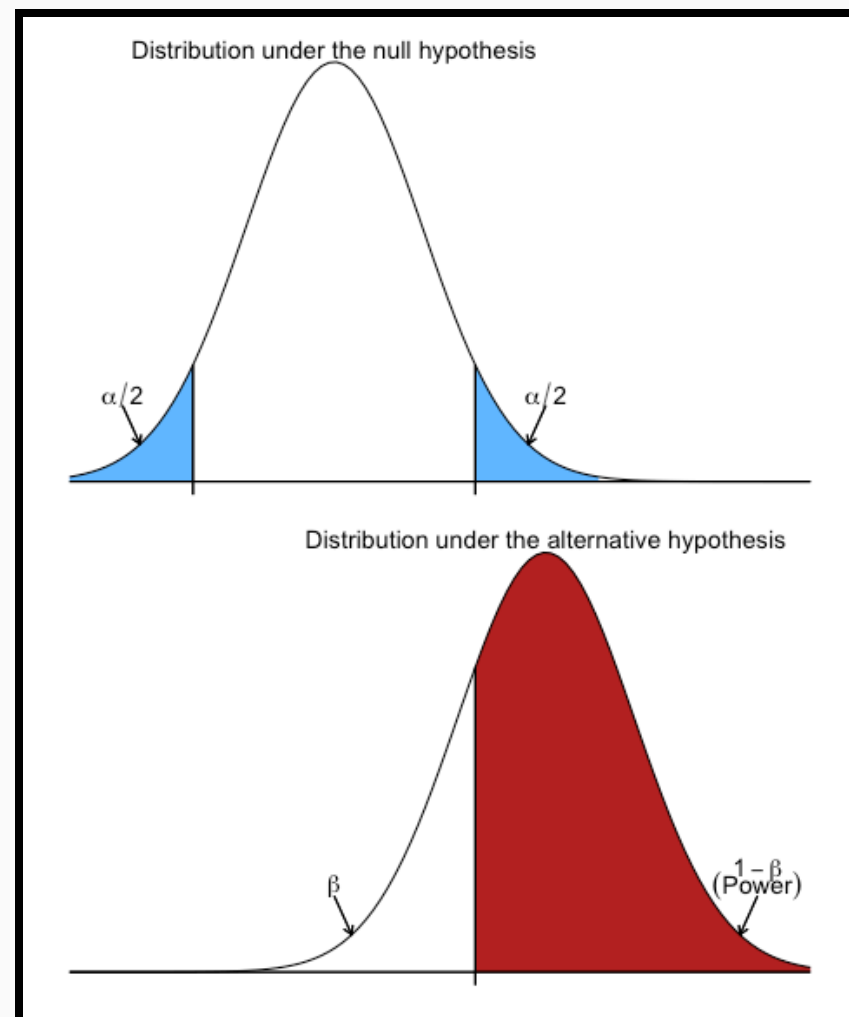 Distribution under the null hypothesis
α/2
α/2
Distribution under the alternative hypothesis
β
1 − β
(Power)